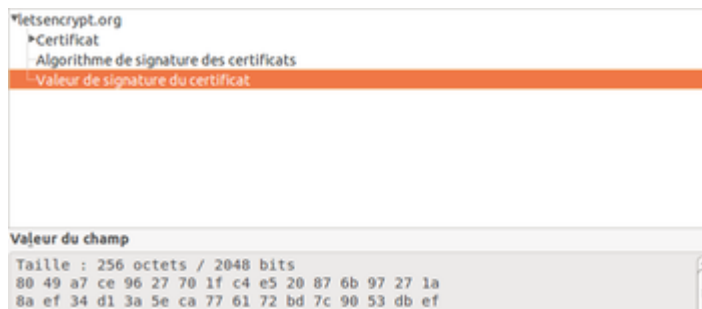 letsencrypt.org
Certificat
Algorithme de signature des certificats
Valeur de signature du certificat
Valeur du champ
Taille : 256 octets / 2048 bits
80 49 a7 ce 96 27 70 1f c4 e5 20 87 6b 97 27 1a
8a ef 34 d1 3a 5e ca 77 61 72 bd 7c 90 53 db ef